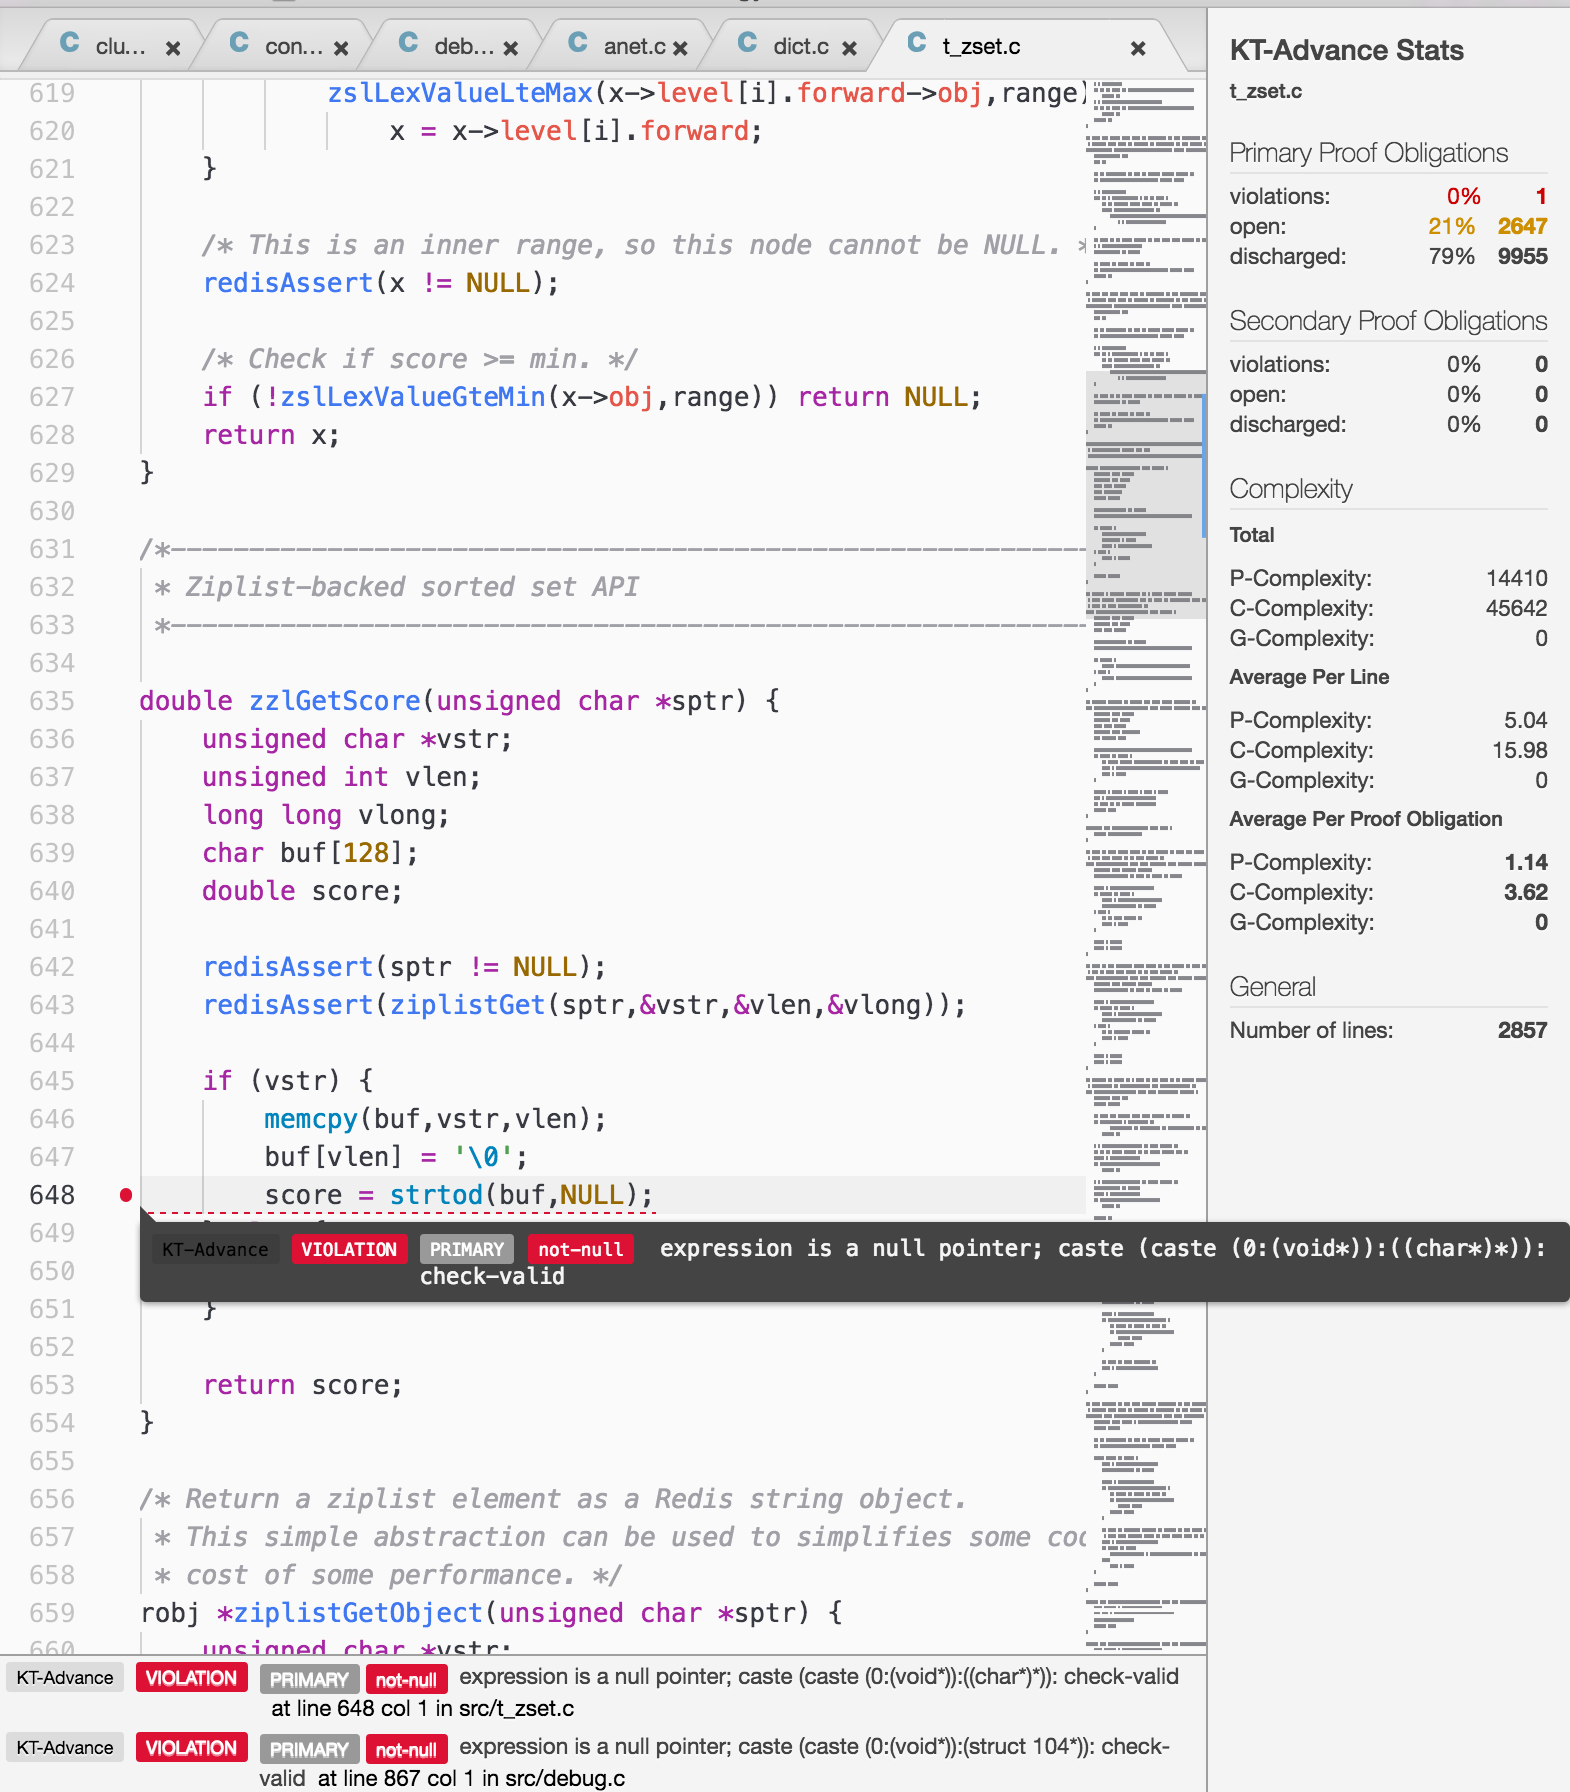 clu... × con... × deb... × anet.c × dict.c × t_zset.c ×
619 zslLexValueLteMax(x->level[i].forward->obj,range)
620 x = x->level[i].forward;
621 }
622
623 /* This is an inner range, so this node cannot be NULL. *
624 redisAssert(x != NULL);
625
626 /* Check if score >= min. */
627 if (!zslLexValueGteMin(x->obj,range)) return NULL;
628 return x;
629 }
630
631 /*-----------------------------------------------------------
632 * Ziplist-backed sorted set API
633 *-----------------------------------------------------------
634
635 double zzlGetScore(unsigned char *sptr) {
636 unsigned char *vstr;
637 unsigned int vlen;
638 long long vlong;
639 char buf[128];
640 double score;
641
642 redisAssert(sptr != NULL);
643 redisAssert(ziplistGet(sptr,&vstr,&vlen,&vlong));
644
645 if (vstr) {
646 memcpy(buf,vstr,vlen);
647 buf[vlen] = '\0';
648 score = strtod(buf,NULL);
649
KT-Advance VIOLATION PRIMARY not-null expression is a null pointer; caste (caste (0:(void*)):((char*)*)):
check-valid
650
651 }
652
653 return score;
654 }
655
656 /* Return a ziplist element as a Redis string object.
657 * This simple abstraction can be used to simplifies some cod
658 * cost of some performance. */
659 robj *ziplistGetObject(unsigned char *sptr) {
660 unsigned char *vstr;
KT-Advance VIOLATION PRIMARY not-null expression is a null pointer; caste (caste (0:(void*)):((char*)*)): check-valid
at line 648 col 1 in src/t_zset.c
KT-Advance VIOLATION PRIMARY not-null expression is a null pointer; caste (caste (0:(void*)):(struct 104*)): check-
valid at line 867 col 1 in src/debug.c
KT-Advance Stats
t_zset.c
Primary Proof Obligations
violations: 0% 1
open: 21% 2647
discharged: 79% 9955
Secondary Proof Obligations
violations: 0% 0
open: 0% 0
discharged: 0% 0
Complexity
Total
P-Complexity: 14410
C-Complexity: 45642
G-Complexity: 0
Average Per Line
P-Complexity: 5.04
C-Complexity: 15.98
G-Complexity: 0
Average Per Proof Obligation
P-Complexity: 1.14
C-Complexity: 3.62
G-Complexity: 0
General
Number of lines: 2857